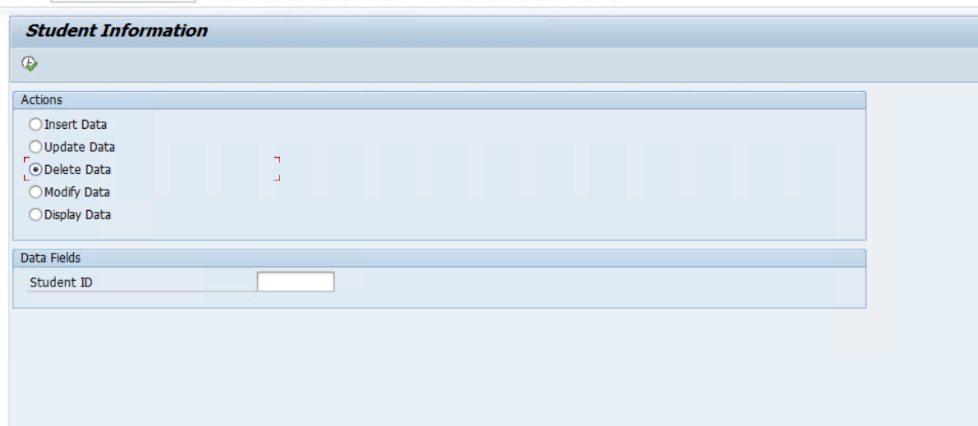 Student Information
Actions
Insert Data
Update Data
Delete Data
Modify Data
Display Data
Data Fields
Student ID